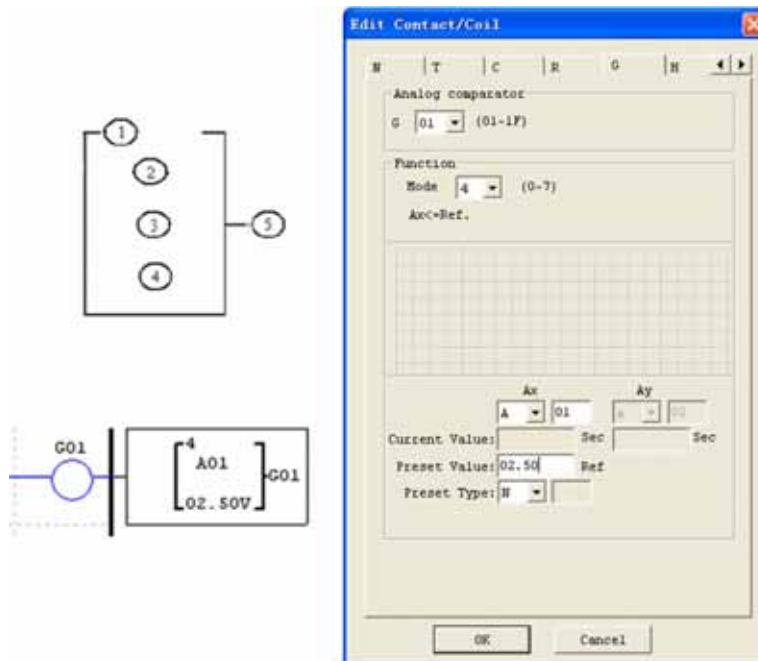 Edit Contact/Coil
N T C R G H
Analog comparator
G 01 (01-1F)
Function
Mode 4 (0-7)
Ax<=Ref.
Ax Ay
A 01
Current Value: Sec Sec
Preset Value: 02.50 Ref
Preset Type: N
OK Cancel
1
2
3
4
5
G01
4
A01
02.50V
G01